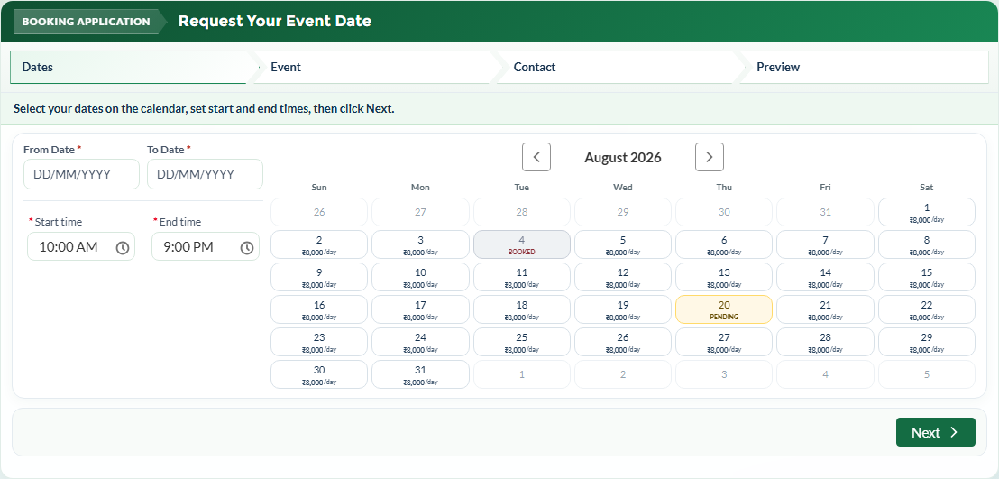 BOOKING APPLICATION Request Your Event Date
Dates Event Contact Preview
Select your dates on the calendar, set start and end times, then click Next.
From Date * To Date *
DD/MM/YYYY DD/MM/YYYY
* Start time * End time
10:00 AM 9:00 PM
August 2026
Sun Mon Tue Wed Thu Fri Sat
26 27 28 29 30 31 1
₹8,000 /day
2 3 4 5 6 7 8
₹8,000 /day ₹8,000 /day BOOKED ₹8,000 /day ₹8,000 /day ₹8,000 /day ₹8,000 /day
9 10 11 12 13 14 15
₹8,000 /day ₹8,000 /day ₹8,000 /day ₹8,000 /day ₹8,000 /day ₹8,000 /day ₹8,000 /day
16 17 18 19 20 21 22
₹8,000 /day ₹8,000 /day ₹8,000 /day ₹8,000 /day PENDING ₹8,000 /day ₹8,000 /day
23 24 25 26 27 28 29
₹8,000 /day ₹8,000 /day ₹8,000 /day ₹8,000 /day ₹8,000 /day ₹8,000 /day ₹8,000 /day
30 31 1 2 3 4 5
₹8,000 /day ₹8,000 /day
Next